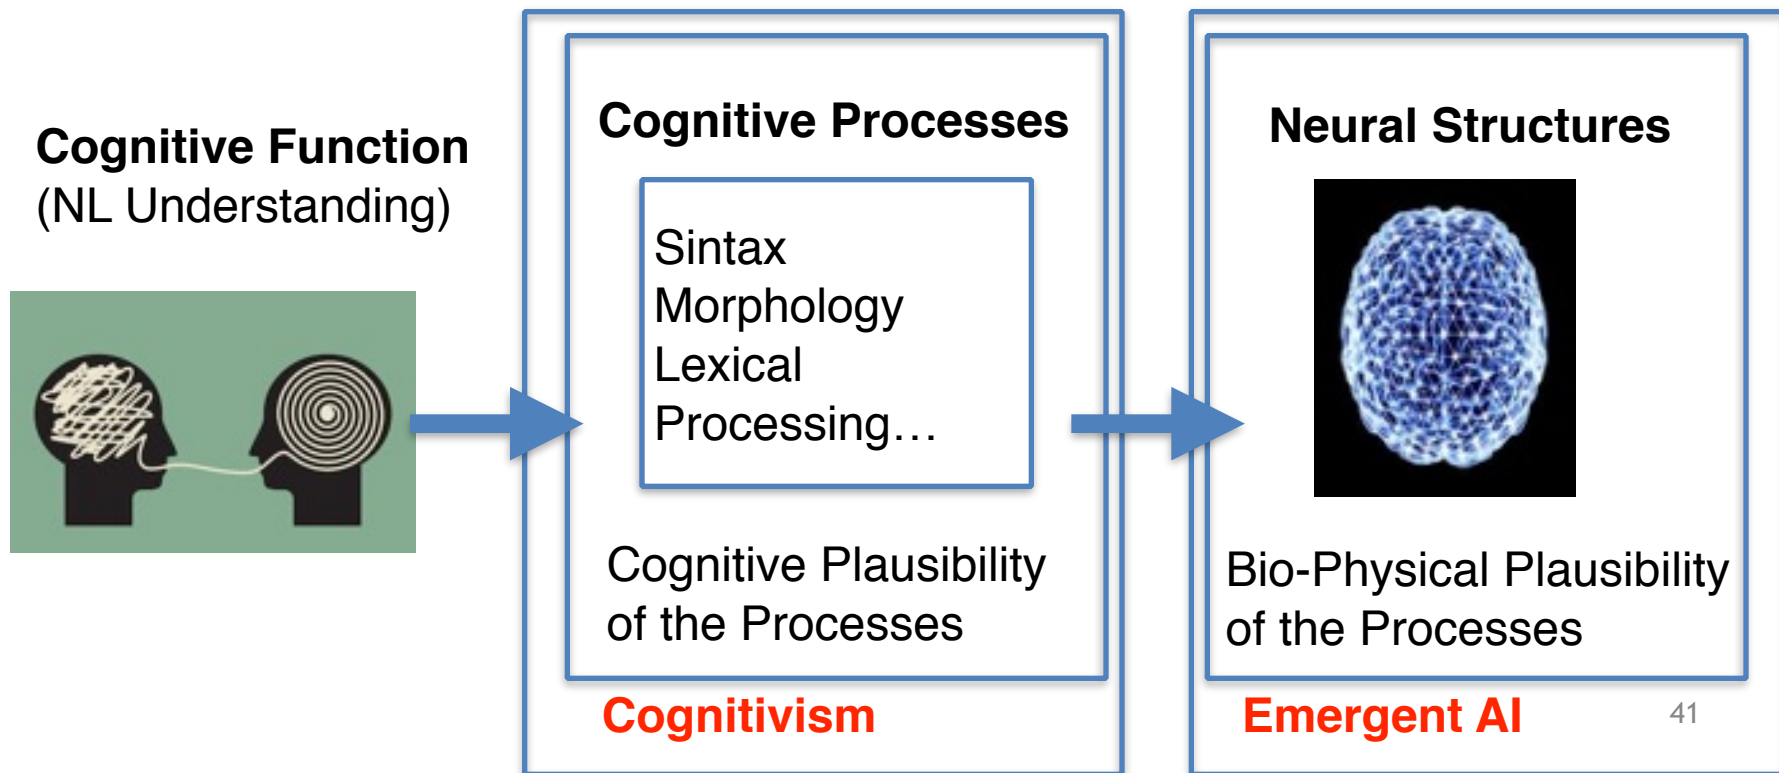 Cognitive Function
(NL Understanding)
Cognitive Processes
Sintax
Morphology
Lexical
Processing…
Cognitive Plausibility
of the Processes
Cognitivism
Neural Structures
Bio-Physical Plausibility
of the Processes
Emergent AI
41